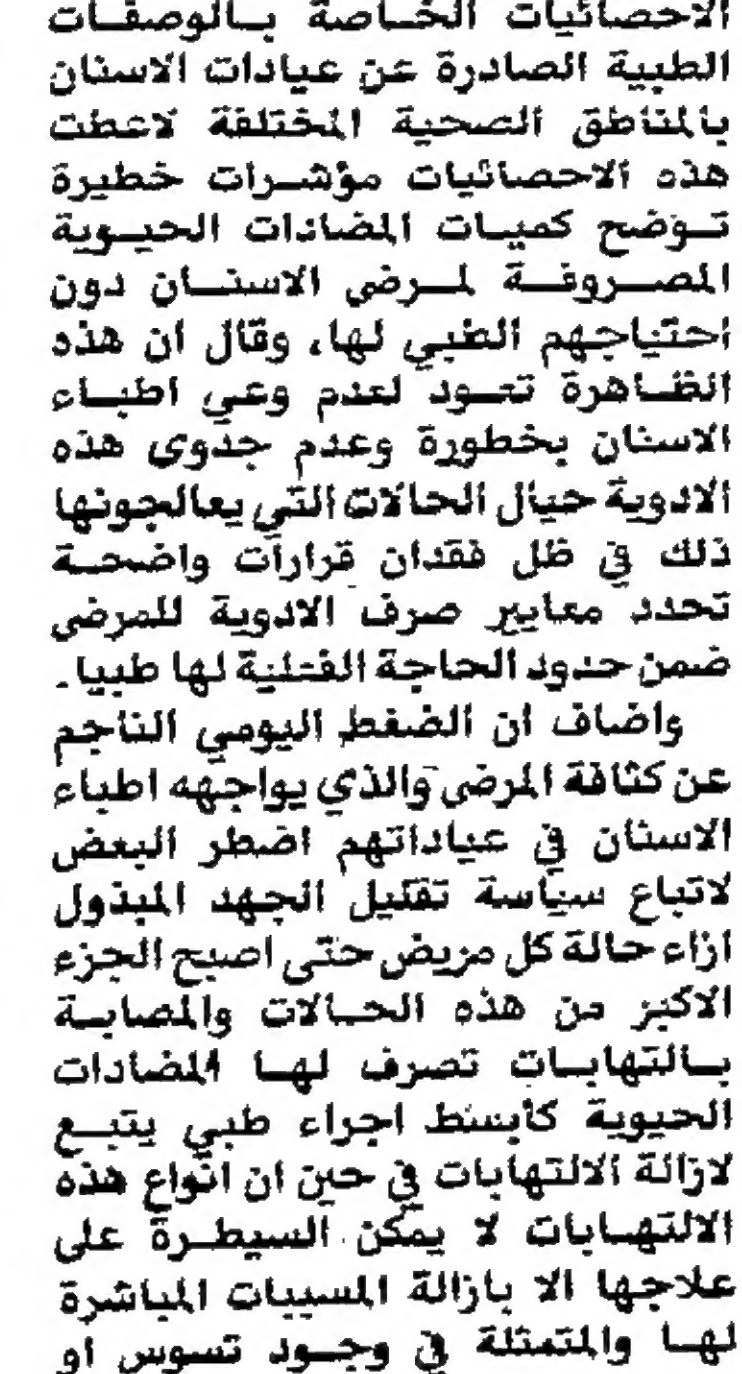 الاحصائيات الخاصة بالوصفات
الطبية الصادرة عن عيادات الاسنان
بالمناطق الصحية المختلفة لاعطت
هذه الاحصائيات مؤشرات خطيرة
توضح كميات المضادات الحيوية
المصروفة لمرضى الاسنان دون
احتياجهم الطبي لها، وقال ان هذه
الظاهرة تعود لعدم وعي اطباء
الاسنان بخطورة وعدم جدوى هذه
الادوية حيال الحالات التي يعالجونها
ذلك في ظل فقدان قرارات واضحة
تحدد معايير صرف الادوية للمرضى
ضمن حدود الحاجة الفعلية لها طبيا.
واضاف ان الضغط اليومي الناجم
عن كثافة المرضى والذي يواجهه اطباء
الاسنان في عياداتهم اضطر البعض
لاتباع سياسة تقليل الجهد المبذول
ازاء حالة كل مريض حتى اصبح الجزء
الاكبر من هذه الحالات والمصابة
بالتهابات تصرف لها المضادات
الحيوية كأبسط اجراء طبي يتبع
لازالة الالتهابات في حين ان انواع هذه
الالتهابات لا يمكن السيطرة على
علاجها الا بازالة المسببات المباشرة
لها والمتمثلة في وجود تسوس او